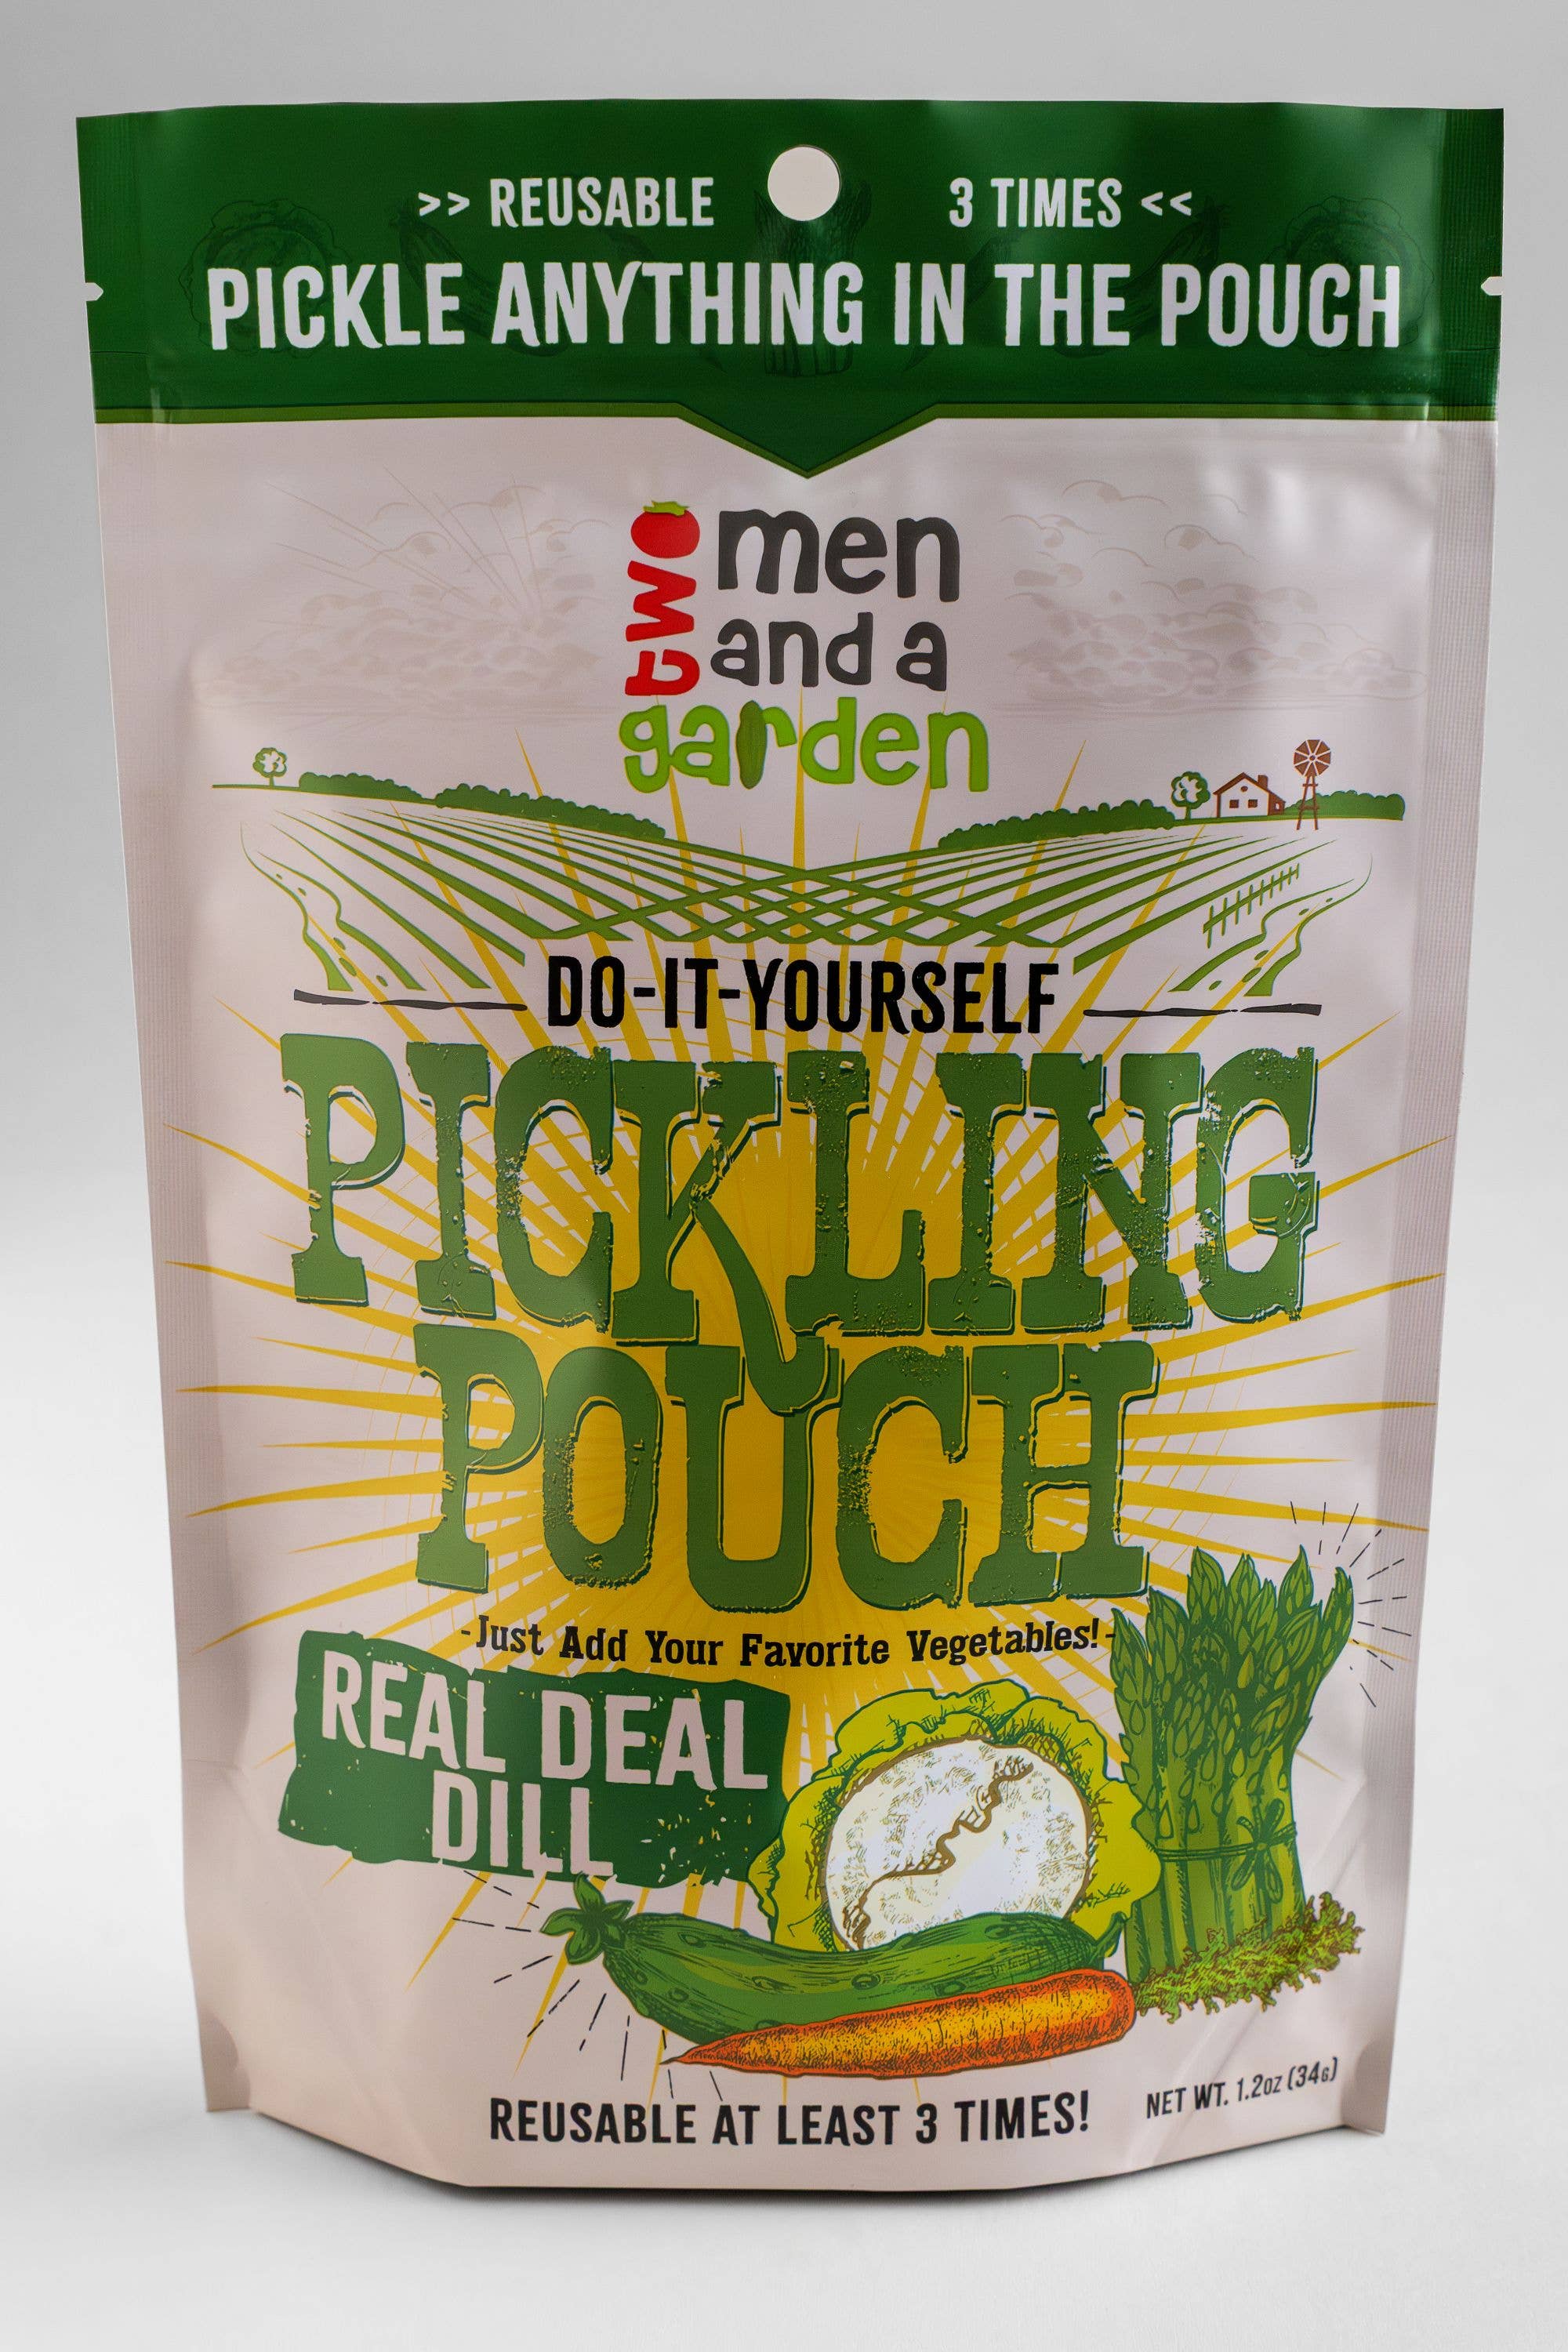 >> REUSABLE 3 TIMES <<
PICKLE ANYTHING IN THE POUCH
two men
and a
garden
DO-IT-YOURSELF
PICKLING
POUCH
-Just Add Your Favorite Vegetables!-
REAL DEAL
DILL
REUSABLE AT LEAST 3 TIMES!
NET WT. 1.2OZ (34G)